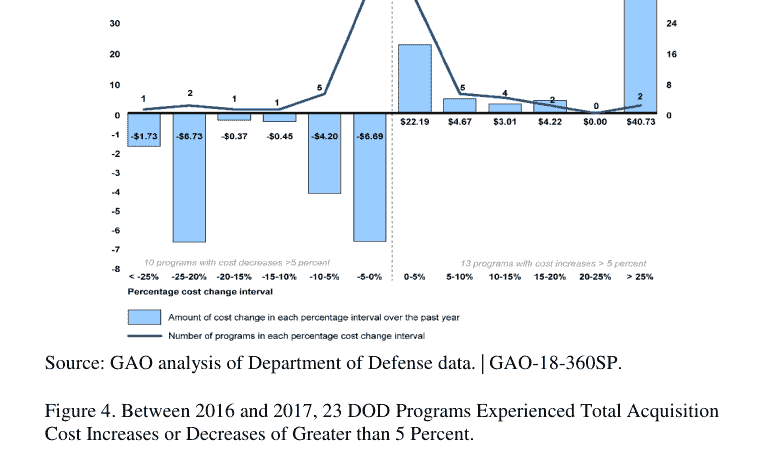 30 24
20 16
5 5
10 8
1 2 1 1 4 2 0 2
0 0
$22.19 $4.67 $3.01 $4.22 $0.00 $40.73
-1 -$1.73 -$6.73 -$0.37 -$0.45 -$4.20 -$6.69
-2
-3
-4
-5
-6
-7
10 programs with cost decreases >5 percent 13 programs with cost increases > 5 percent
-8
< -25% -25-20% -20-15% -15-10% -10-5% -5-0% 0-5% 5-10% 10-15% 15-20% 20-25% > 25%
Percentage cost change interval
Amount of cost change in each percentage interval over the past year
Number of programs in each percentage cost change interval
Source: GAO analysis of Department of Defense data. | GAO-18-360SP.
Figure 4. Between 2016 and 2017, 23 DOD Programs Experienced Total Acquisition
Cost Increases or Decreases of Greater than 5 Percent.